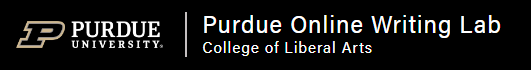 PURDUE
UNIVERSITY®
Purdue Online Writing Lab
College of Liberal Arts